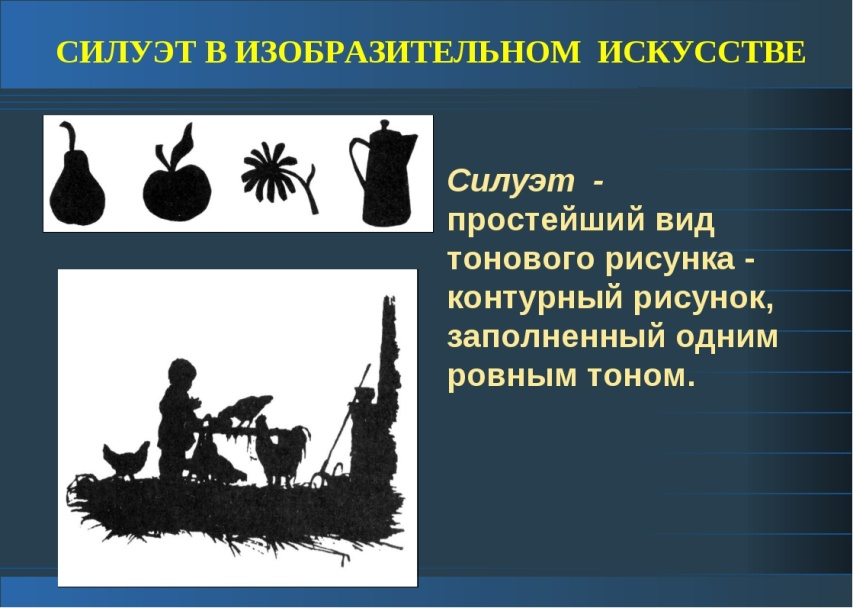 СИЛУЭТ В ИЗОБРАЗИТЕЛЬНОМ ИСКУССТВЕ
Силуэт -
простейший вид
тонового рисунка -
контурный рисунок,
заполненный одним
ровным тоном.